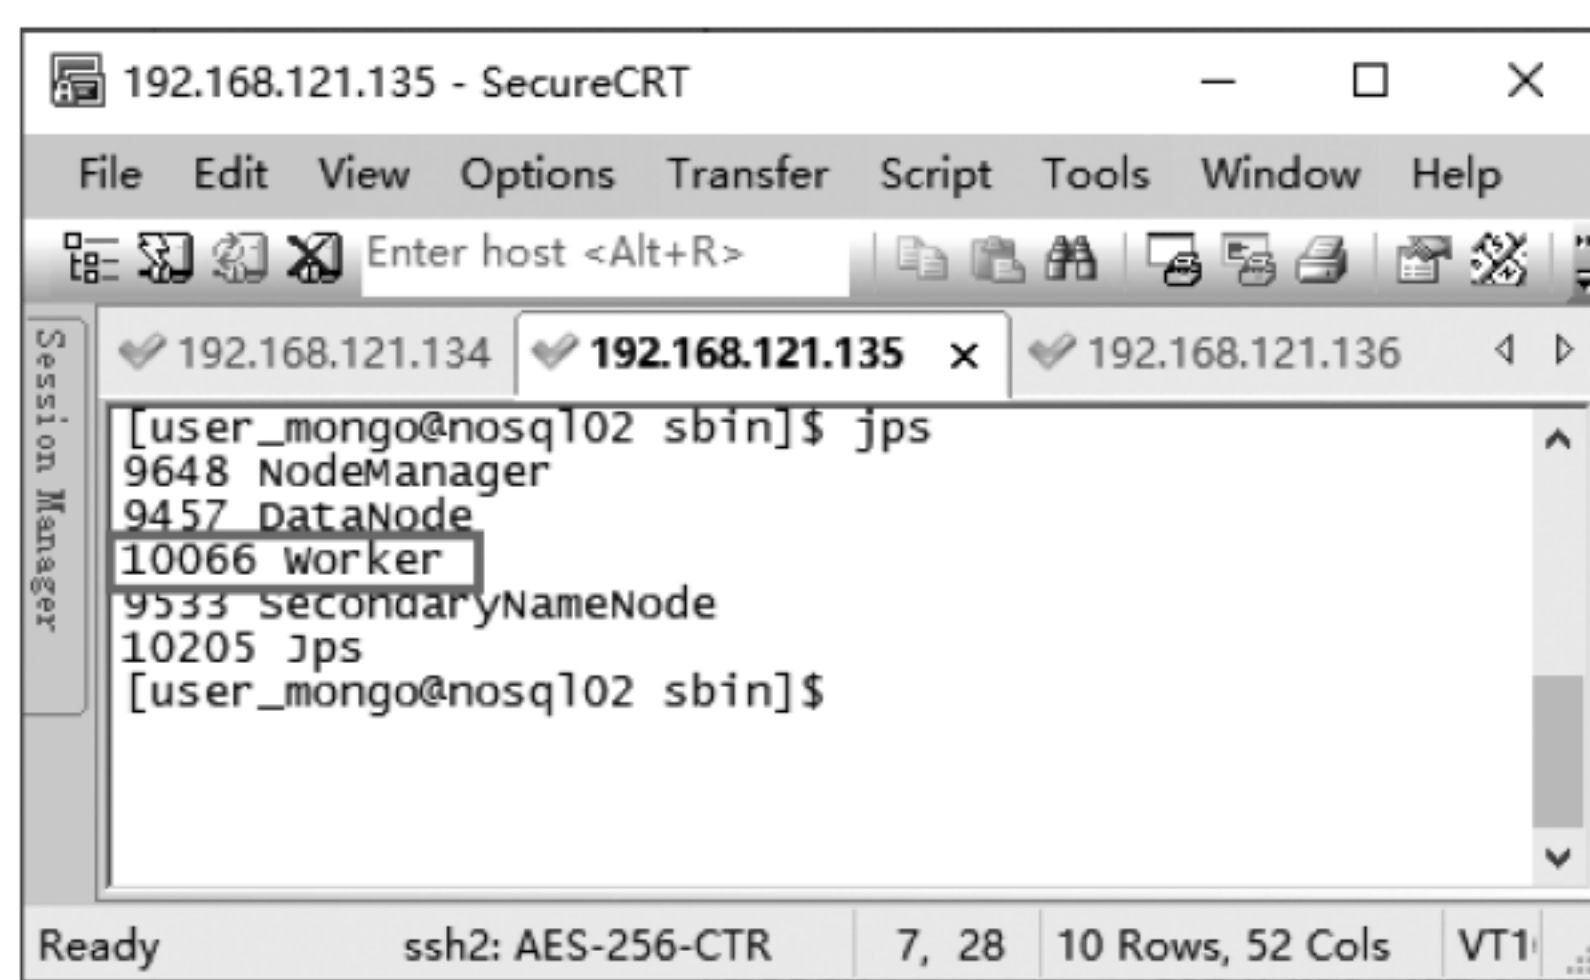 192.168.121.135 - SecureCRT
File Edit View Options Transfer Script Tools Window Help
Enter host <Alt+R>
192.168.121.134 192.168.121.135 192.168.121.136
Session Manager
[user_mongo@nosql02 sbin]$ jps
9648 NodeManager
9457 DataNode
10066 Worker
9533 SecondaryNameNode
10205 Jps
[user_mongo@nosql02 sbin]$
Ready ssh2: AES-256-CTR 7, 28 10 Rows, 52 Cols VT1